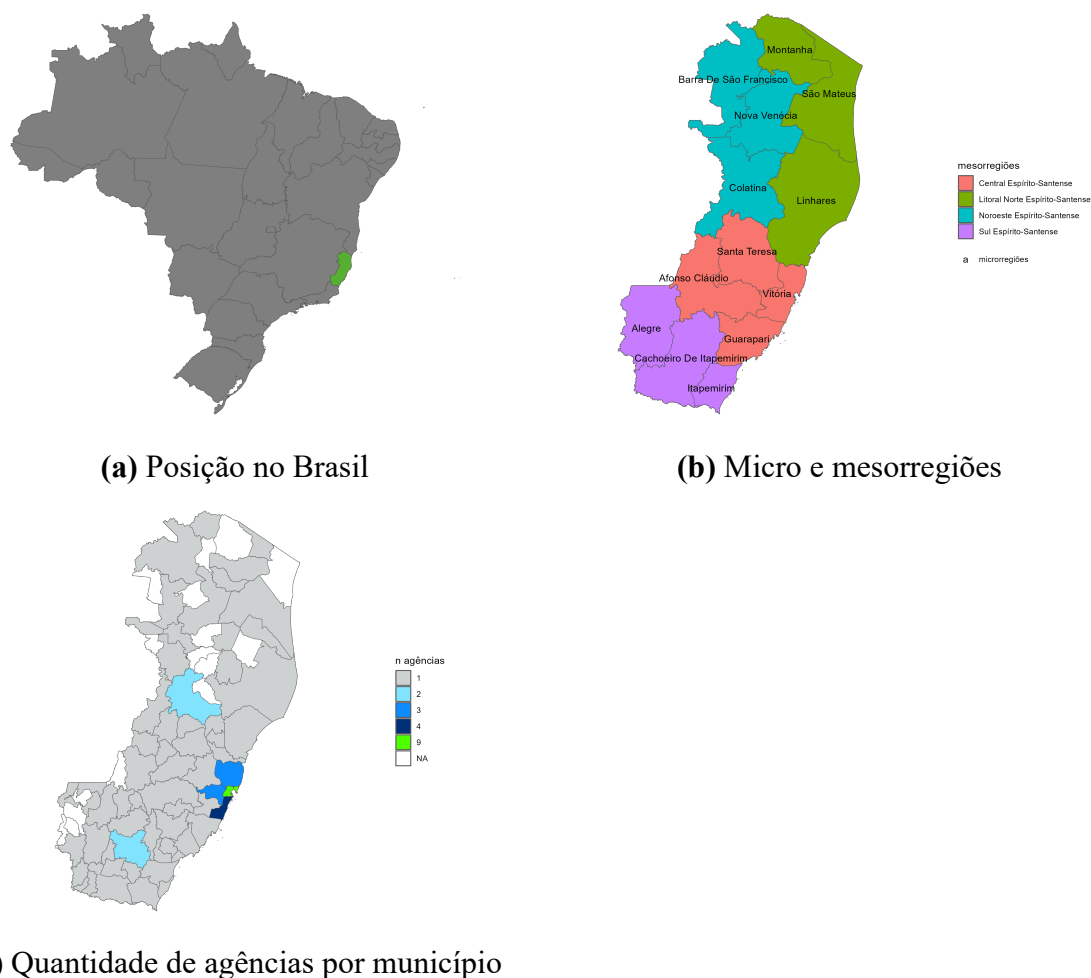 Montanha
Barra De São Francisco
São Mateus
Nova Venécia
Colatina
Linhares
Santa Teresa
Afonso Cláudio
Vitória
Alegre
Guarapari
Cachoeiro De Itapemirim
Itapemirim
mesorregiões
Central Espírito-Santense
Litoral Norte Espírito-Santense
Noroeste Espírito-Santense
Sul Espírito-Santense
a microrregiões
(a) Posição no Brasil
(b) Micro e mesorregiões
n agências
1
2
3
4
9
NA
) Quantidade de agências por município